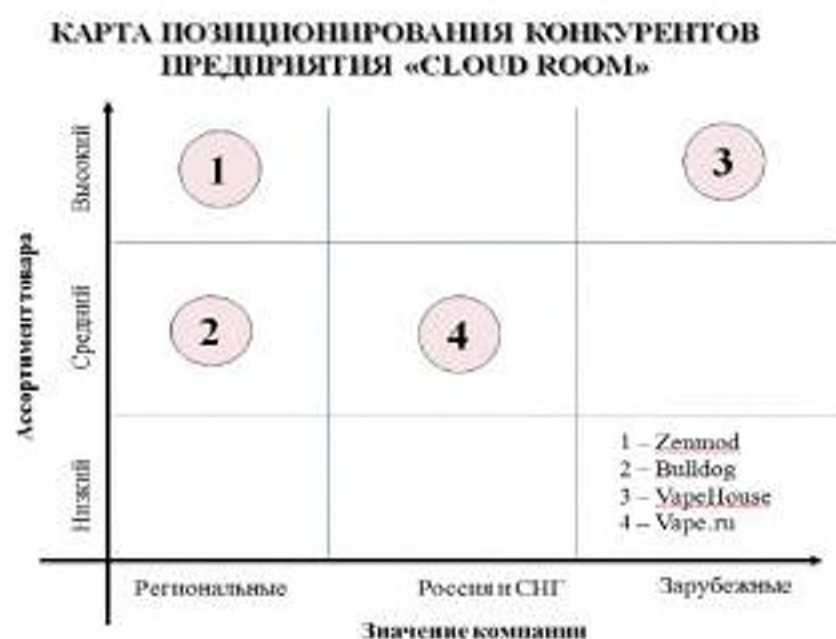 КАРТА ПОЗИЦИОНИРОВАНИЯ КОНКУРЕНТОВ
ПРЕДПРИЯТИЯ «CLOUD ROOM»
Ассортимент товара
Высокий
Средний
Низкий
1
3
2
4
1 – Zenmod
2 – Bulldog
3 – VapeHouse
4 – Vape.ru
Региональные
Россия и СНГ
Зарубежные
Значение компании